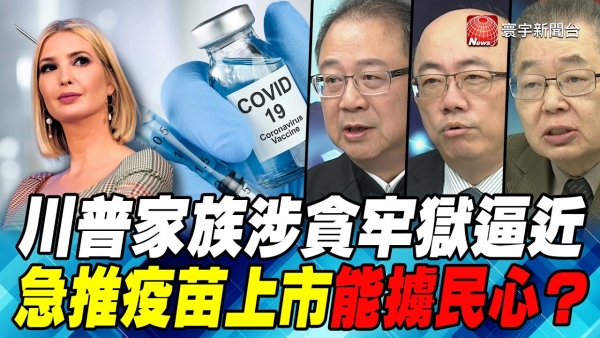 News 寰宇新聞台
COVID
19
Coronavirus
Vaccine
川普家族涉貪牢獄逼近
急推疫苗上市能擄民心？